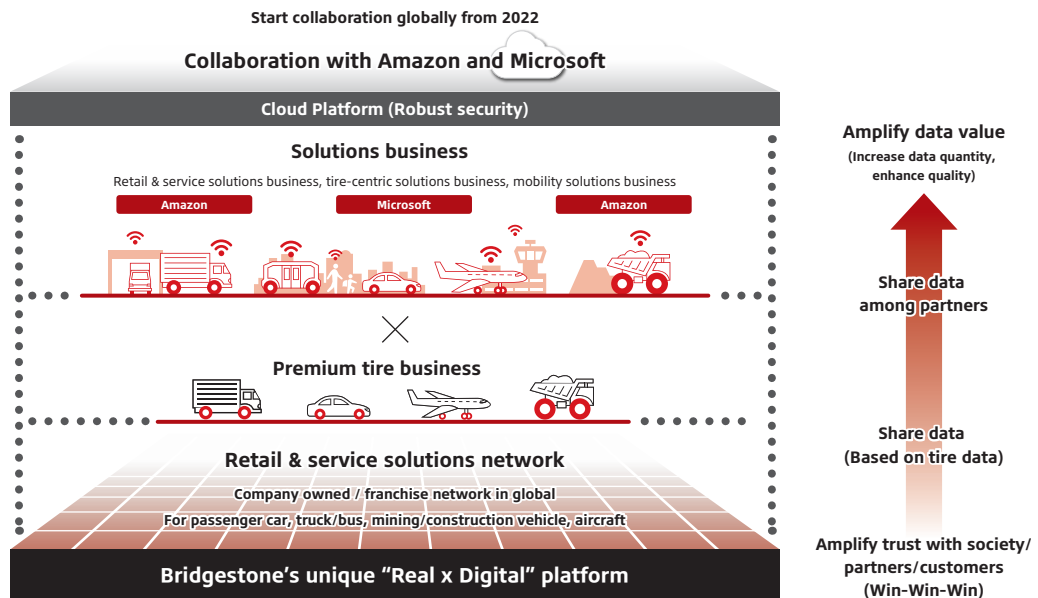 Start collaboration globally from 2022
Collaboration with Amazon and Microsoft
Cloud Platform (Robust security)
Solutions business
Retail & service solutions business, tire-centric solutions business, mobility solutions business
Amazon
Microsoft
Amazon
Premium tire business
Retail & service solutions network
Company owned / franchise network in global
For passenger car, truck/bus, mining/construction vehicle, aircraft
Bridgestone’s unique “Real x Digital” platform
Amplify data value
(Increase data quantity,
enhance quality)
Share data
among partners
Share data
(Based on tire data)
Amplify trust with society/
partners/customers
(Win-Win-Win)